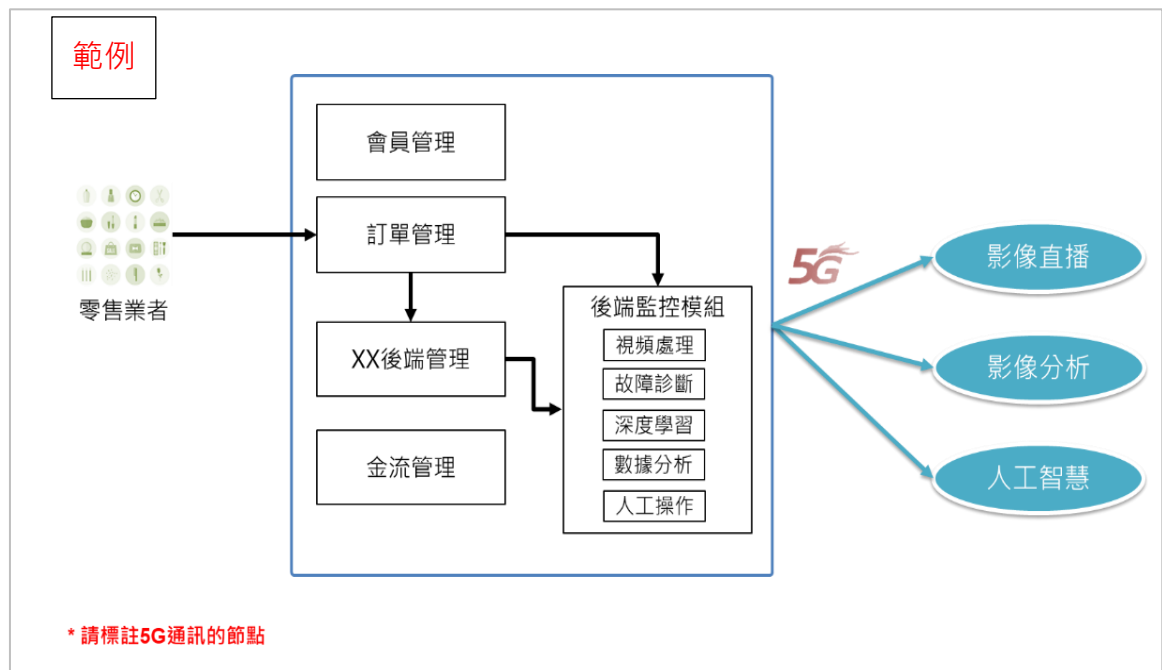 範例
會員管理
訂單管理
零售業者
XX後端管理
金流管理
後端監控模組
視頻處理
故障診斷
深度學習
數據分析
人工操作
5G
影像直播
影像分析
人工智慧
* 請標註5G通訊的節點